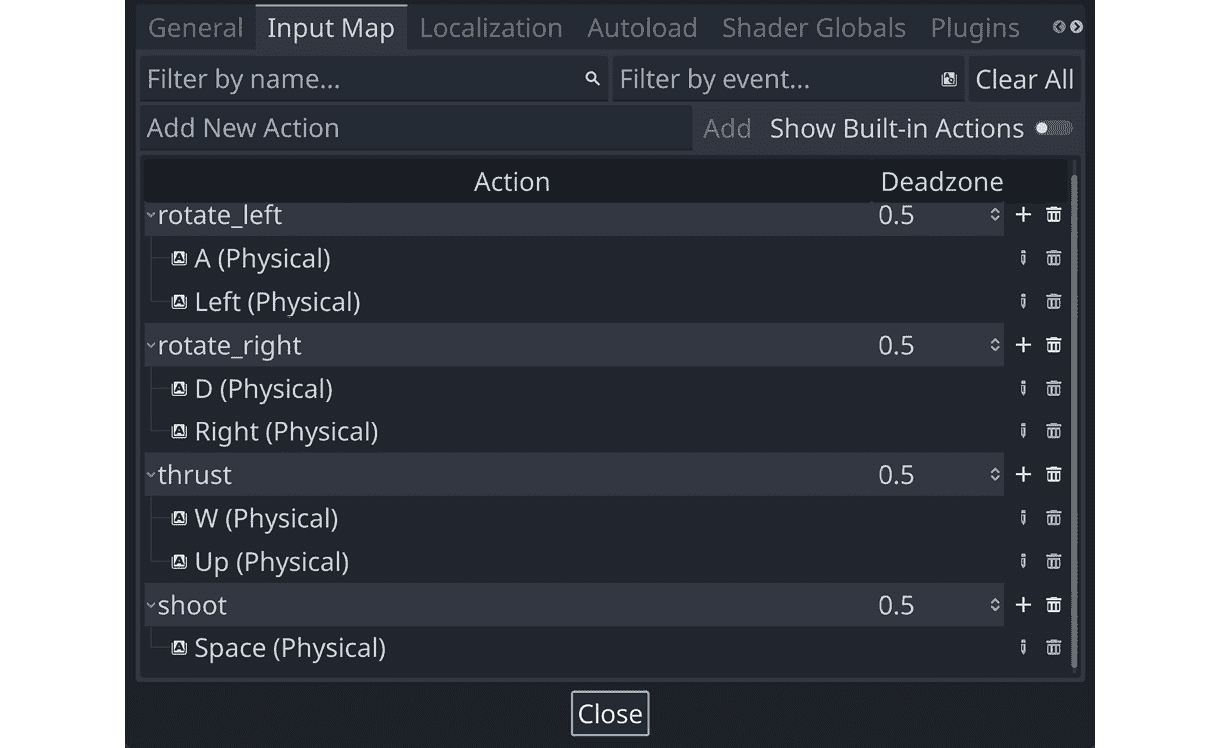 General Input Map Localization Autoload Shader Globals Plugins
Filter by name... Filter by event... Clear All
Add New Action Add Show Built-in Actions
Action Deadzone
rotate_left 0.5
A (Physical)
Left (Physical)
rotate_right 0.5
D (Physical)
Right (Physical)
thrust 0.5
W (Physical)
Up (Physical)
shoot 0.5
Space (Physical)
Close